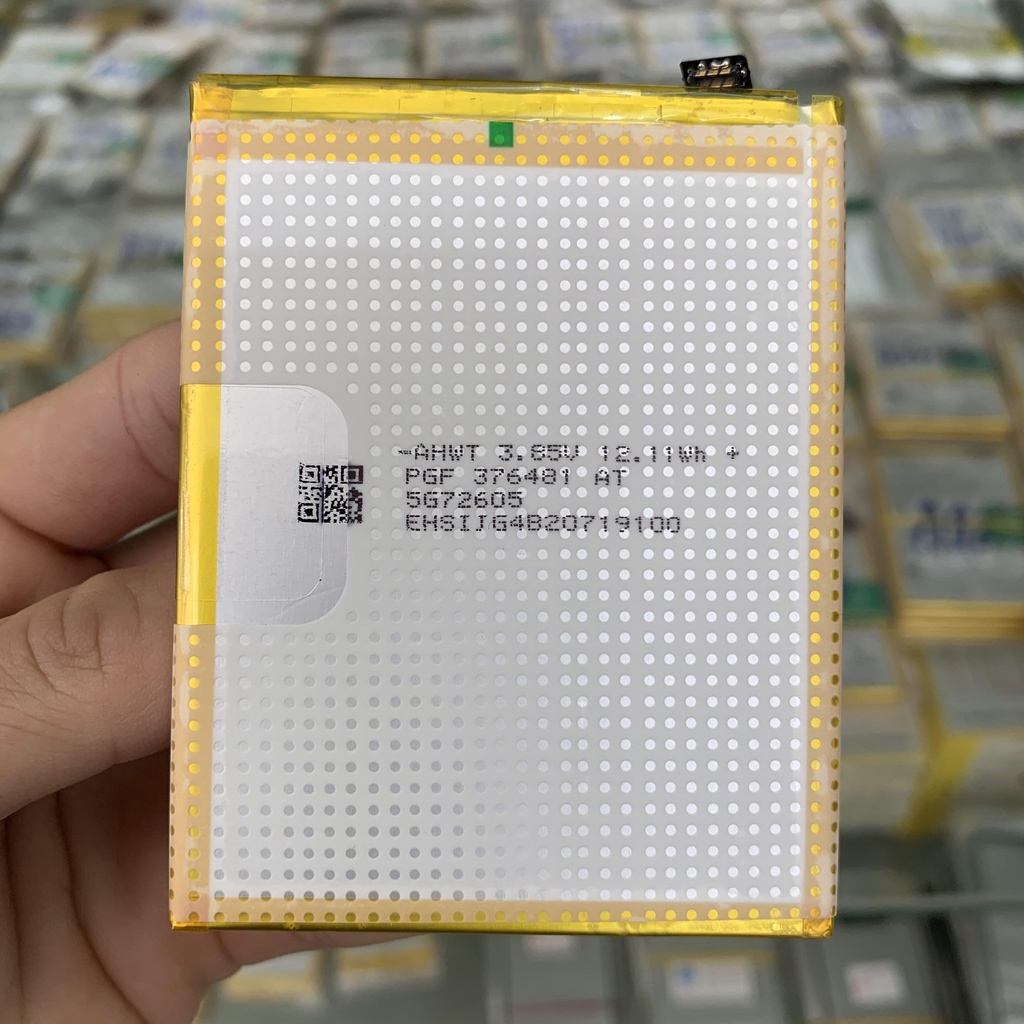 -AHWT 3.85V 12.11Wh +
PGF 376481 AT
5G72605
EHSIJG4B20719100